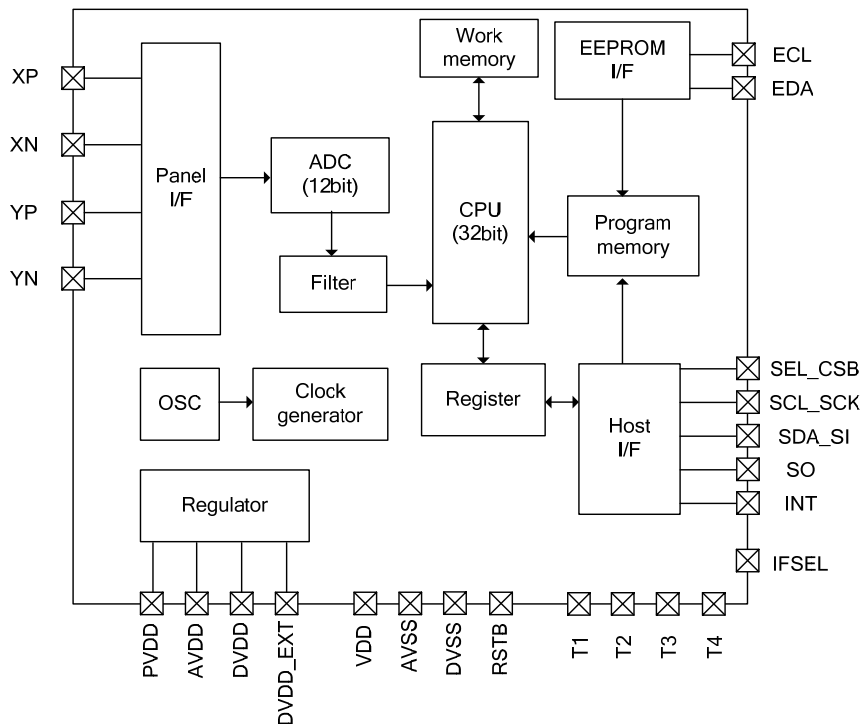 XP
XN
YP
YN
Panel
I/F
ADC
(12bit)
Filter
Work
memory
CPU
(32bit)
EEPROM
I/F
ECL
EDA
Program
memory
OSC
Clock
generator
Register
Host
I/F
SEL_CSB
SCL_SCK
SDA_SI
SO
INT
IFSEL
Regulator
PVDD
AVDD
DVDD
DVDD_EXT
VDD
AVSS
DVSS
RSTB
T1
T2
T3
T4